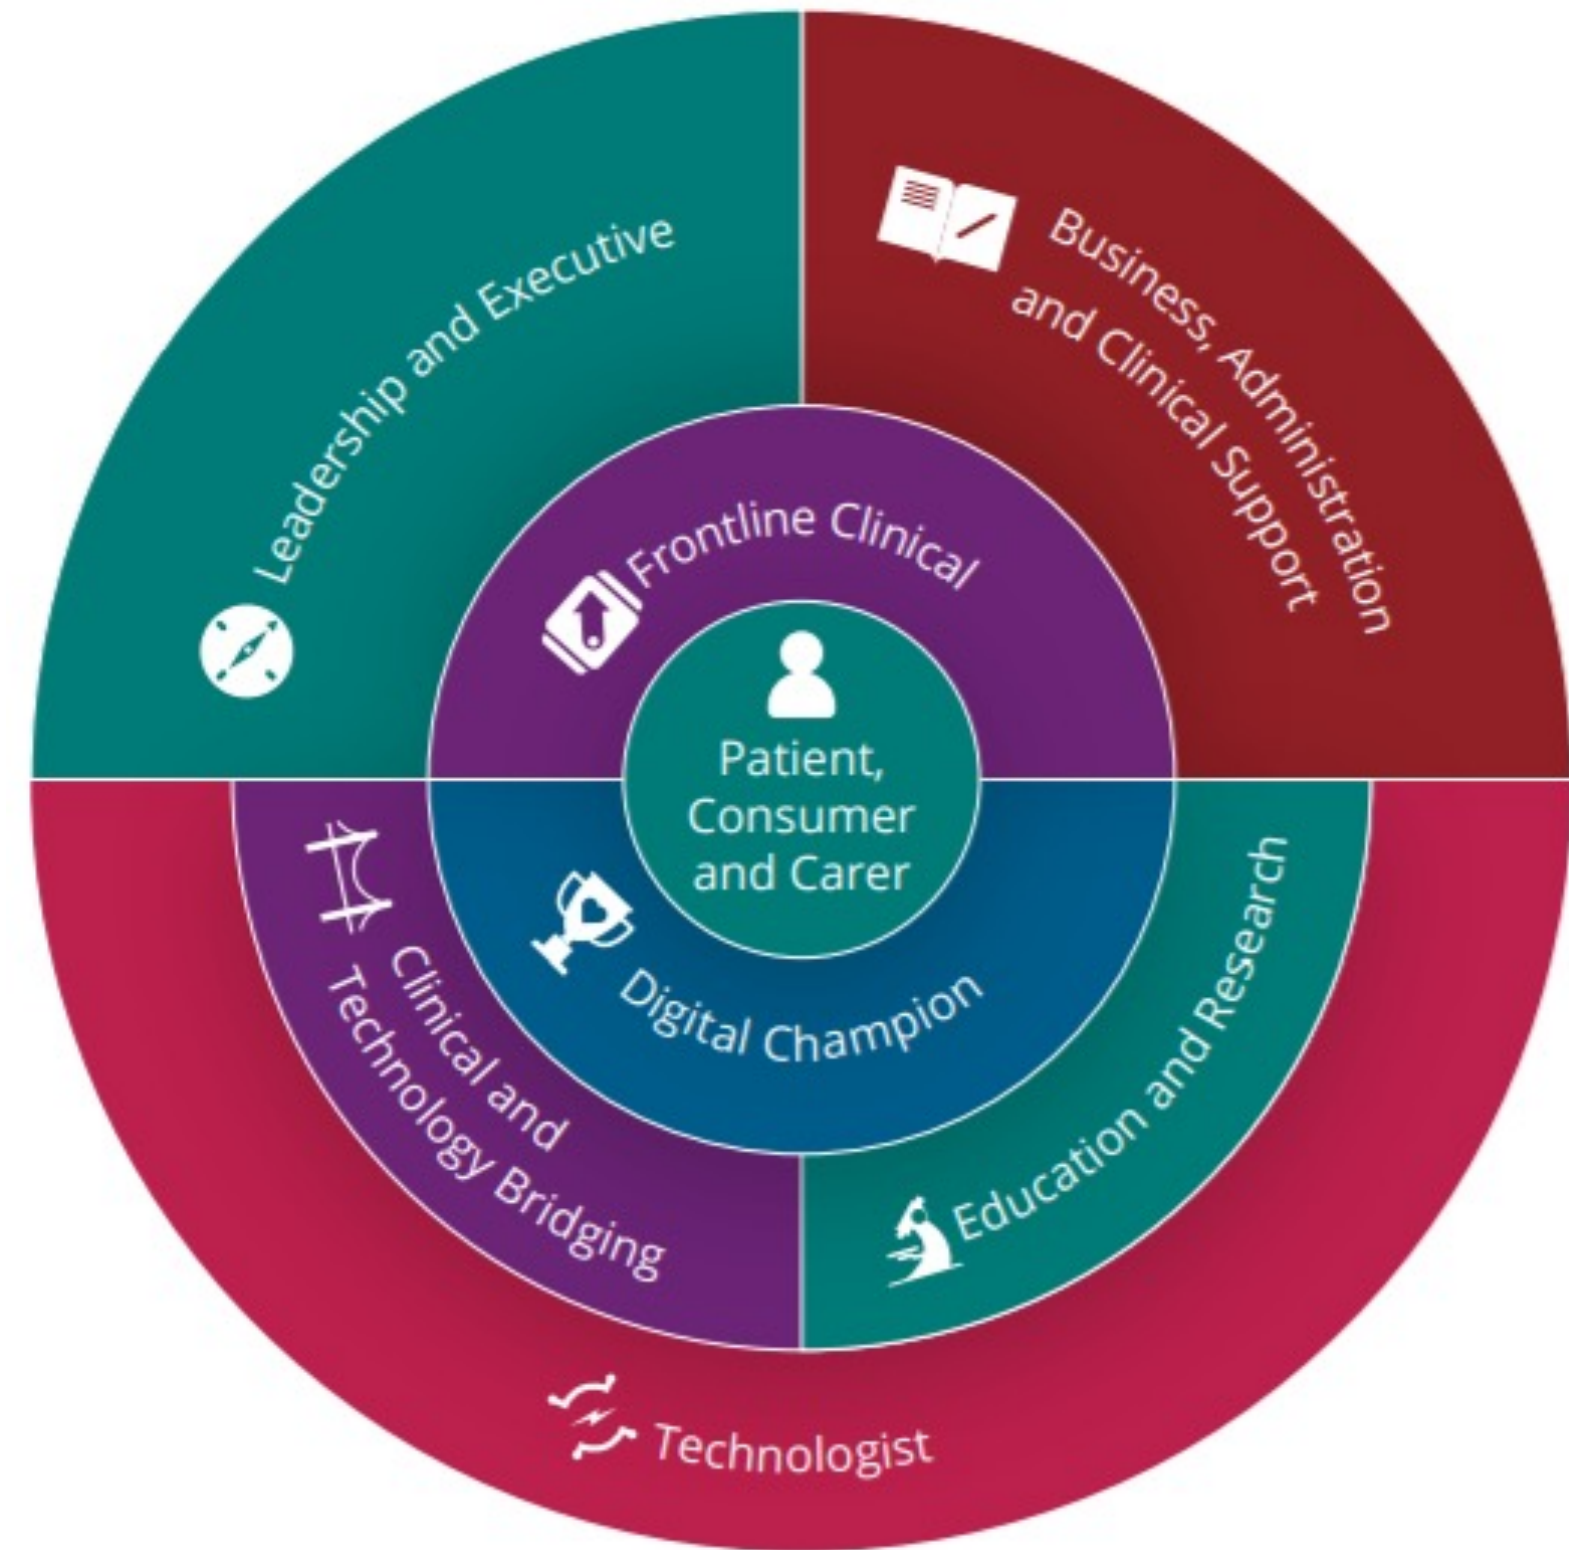 Leadership and Executive
Business, Administration
and Clinical Support
Frontline Clinical
Patient,
Consumer
and Carer
Digital Champion
Clinical and
Technology Bridging
Education and Research
Technologist